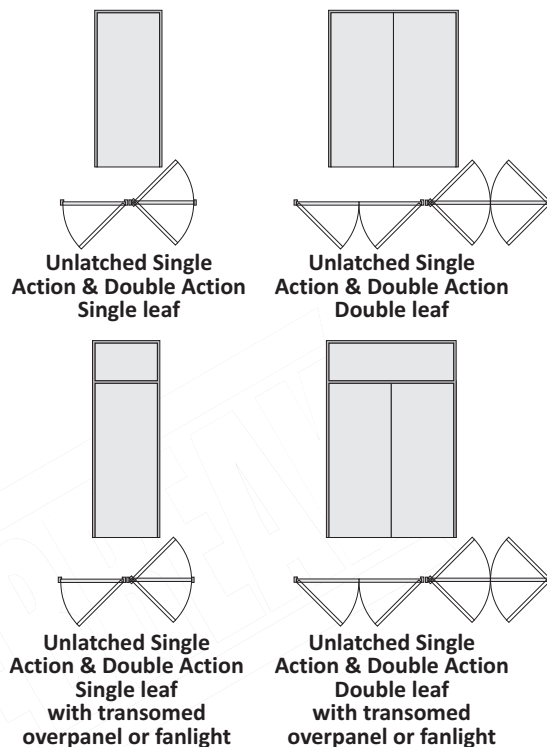 Unlatched Single
Action & Double Action
Single leaf
Unlatched Single
Action & Double Action
Double leaf
Unlatched Single
Action & Double Action
Single leaf
with transomed
overpanel or fanlight
Unlatched Single
Action & Double Action
Double leaf
with transomed
overpanel or fanlight